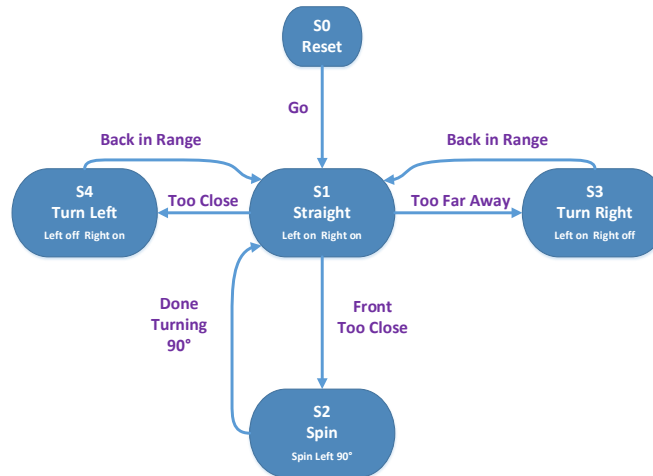 S0
Reset
Go
Back in Range
Back in Range
S4
Turn Left
Left off Right on
Too Close
S1
Straight
Left on Right on
Too Far Away
S3
Turn Right
Left on Right off
Done
Turning
90°
Front
Too Close
S2
Spin
Spin Left 90°